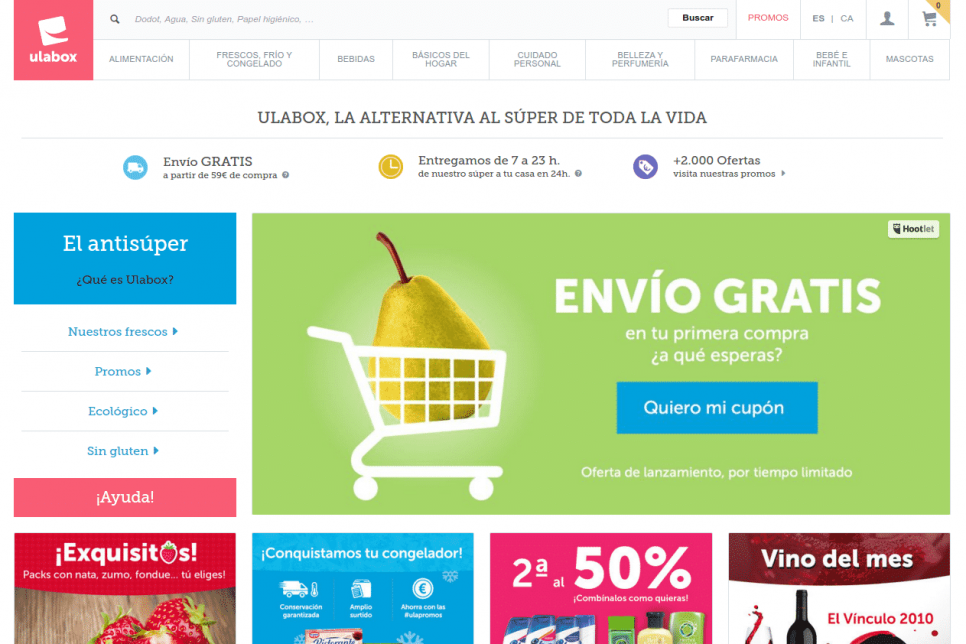 ulabox
Dodot, Agua, Sin gluten, Papel higiénico, ...
Buscar
PROMOS
ES | CA
0
ALIMENTACIÓN
FRESCOS, FRÍO Y
CONGELADO
BEBIDAS
BÁSICOS DEL
HOGAR
CUIDADO
PERSONAL
BELLEZA Y
PERFUMERÍA
PARAFARMACIA
BEBÉ E
INFANTIL
MASCOTAS
ULABOX, LA ALTERNATIVA AL SÚPER DE TODA LA VIDA
Envío GRATIS
a partir de 59€ de compra ?
Entregamos de 7 a 23 h.
de nuestro súper a tu casa en 24h. ?
+2.000 Ofertas
visita nuestras promos
El antisúper
¿Qué es Ulabox?
Nuestros frescos
Promos
Ecológico
Sin gluten
¡Ayuda!
Hootlet
ENVÍO GRATIS
en tu primera compra
¿a qué esperas?
Quiero mi cupón
Oferta de lanzamiento, por tiempo limitado
¡Exquisitos!
Packs con nata, zumo, fondue... tú eliges!
¡Conquistamos tu congelador!
Conservación
garantizada
Amplio
surtido
Ahorra con las
#ulapromos
Ristorante
2ª al 50%
¡Combínalos como quieras!
Vino del mes
El Vínculo 2010